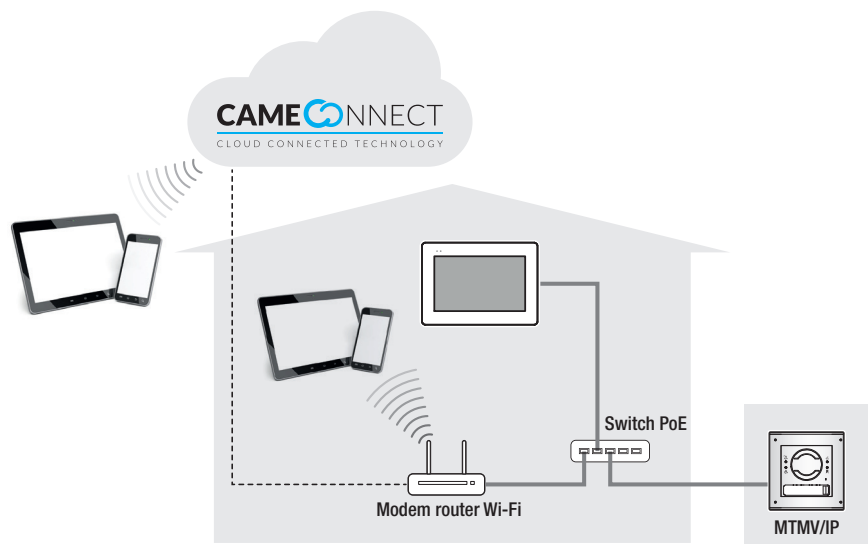 CAMECONNECT
CLOUD CONNECTED TECHNOLOGY
Switch PoE
Modem router Wi-Fi
MTMV/IP